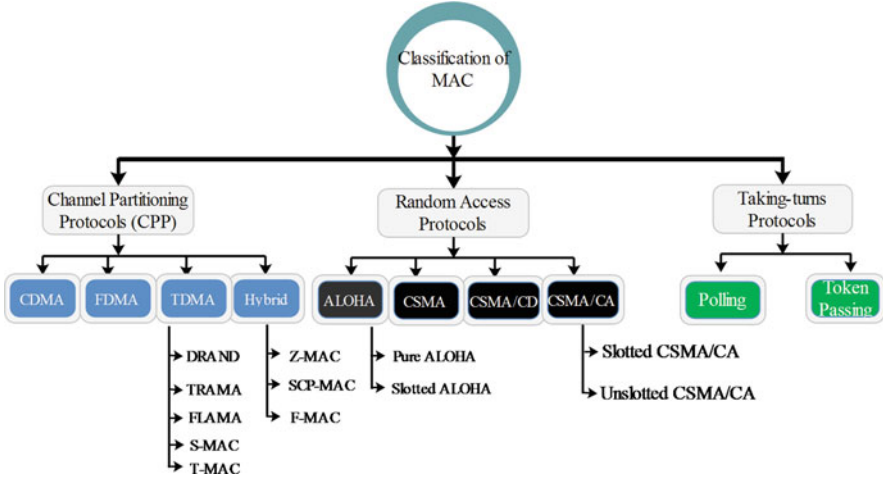 Classification of
MAC
Channel Partitioning
Protocols (CPP)
Random Access
Protocols
Taking-turns
Protocols
CDMA
FDMA
TDMA
Hybrid
ALOHA
CSMA
CSMA/CD
CSMA/CA
Polling
Token
Passing
DRAND
TRAMA
FLAMA
S-MAC
T-MAC
Z-MAC
SCP-MAC
F-MAC
Pure ALOHA
Slotted ALOHA
Slotted CSMA/CA
Unslotted CSMA/CA